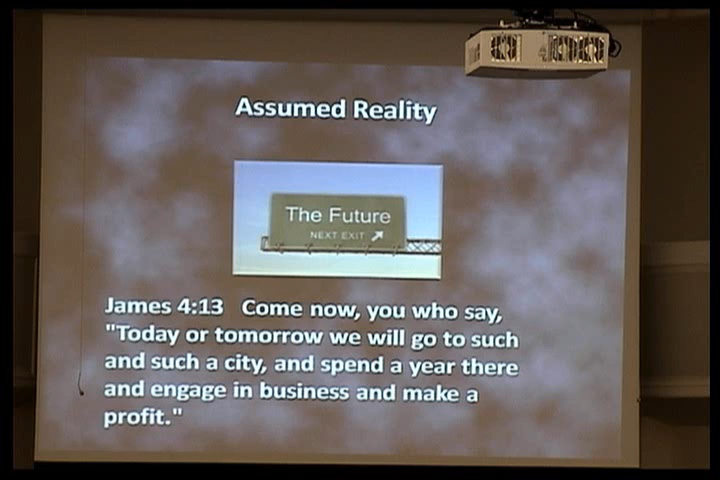 Assumed Reality
The Future
NEXT EXIT
James 4:13 Come now, you who say,
"Today or tomorrow we will go to such
and such a city, and spend a year there
and engage in business and make a
profit."